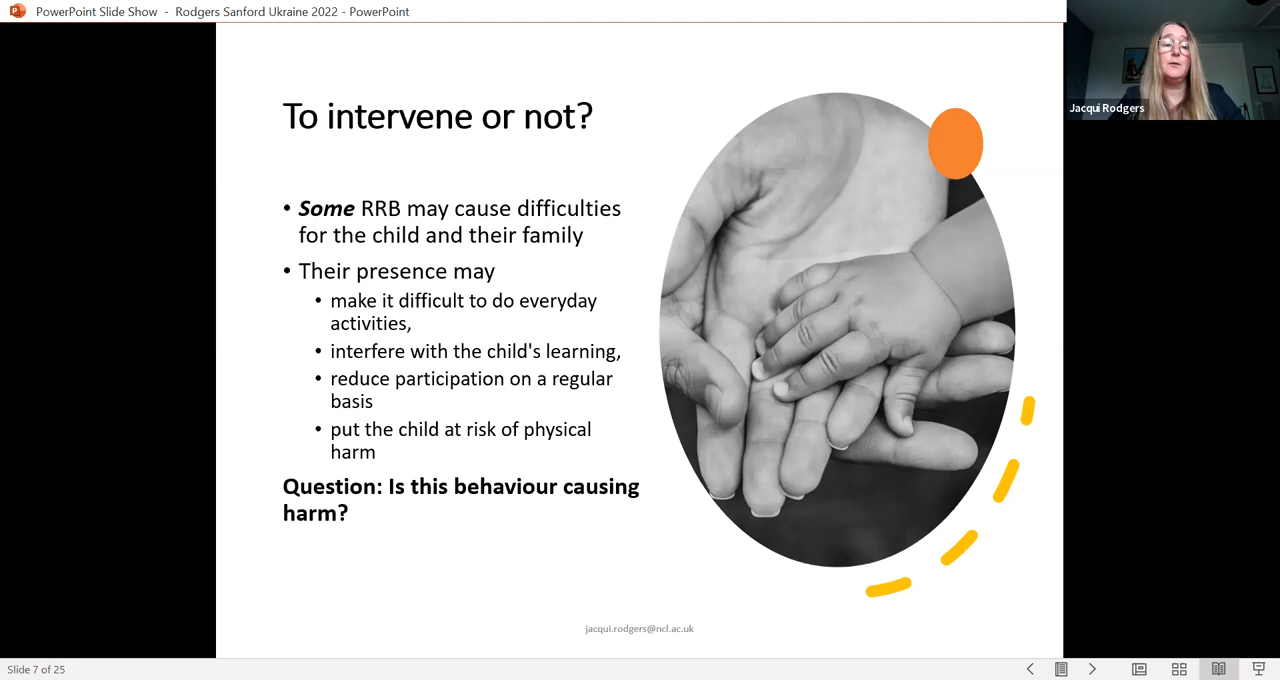 PowerPoint Slide Show - Rodgers Sanford Ukraine 2022 - PowerPoint
Jacqui Rodgers
To intervene or not?
• Some RRB may cause difficulties
for the child and their family
• Their presence may
• make it difficult to do everyday
activities,
• interfere with the child's learning,
• reduce participation on a regular
basis
• put the child at risk of physical
harm
Question: Is this behaviour causing
harm?
jacqui.rodgers@ncl.ac.uk
Slide 7 of 25